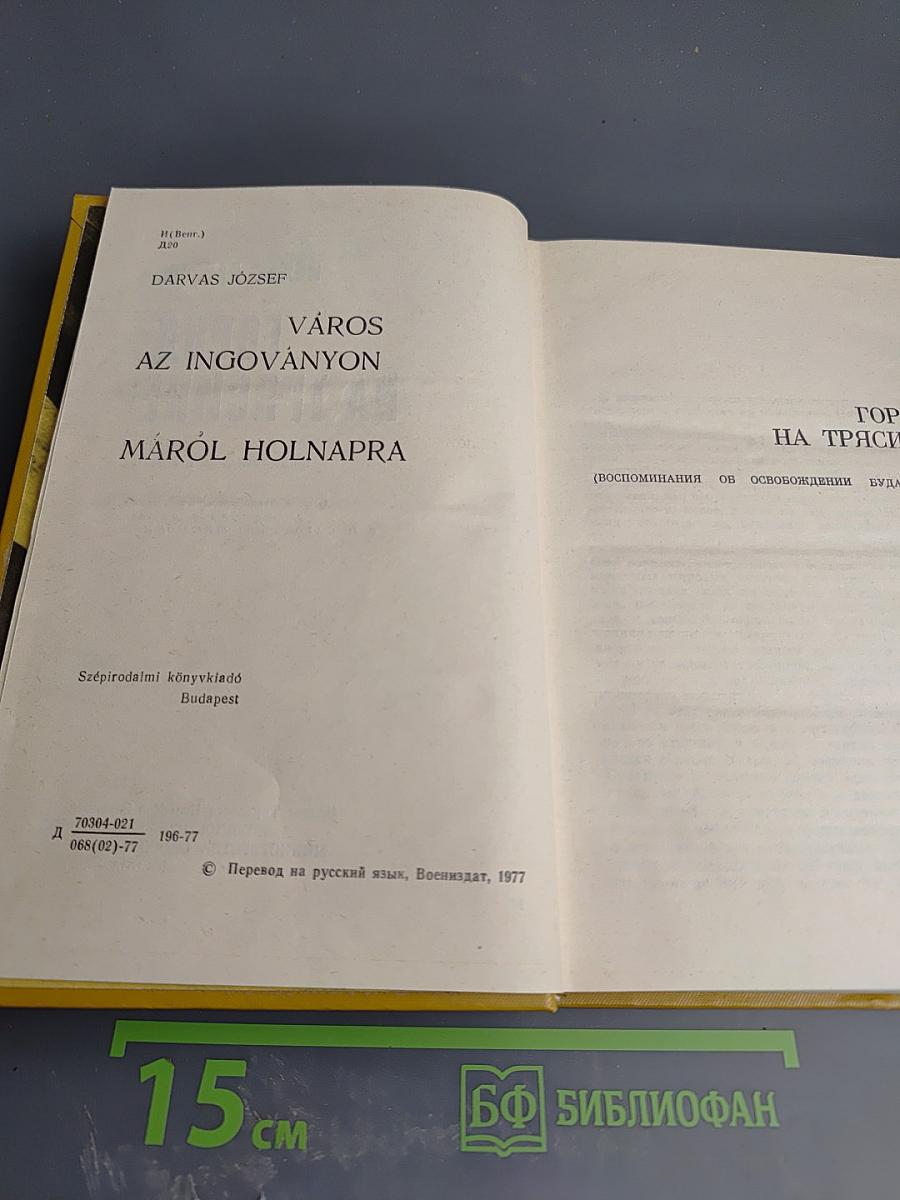 И(Венг.)
Д20
DARVAS JÓZSEF
VÁROS
AZ INGOVÁNYON
MÁRÓL HOLNAPRA
Szépirodalmi könyvkiadó
Budapest
Д 70304-021
068(02)-77 196-77
© Перевод на русский язык, Воениздат, 1977
ГОР
НА ТРЯСИ
(ВОСПОМИНАНИЯ ОБ ОСВОБОЖДЕНИИ БУДА
15 см
БФ БИБЛИОФАН